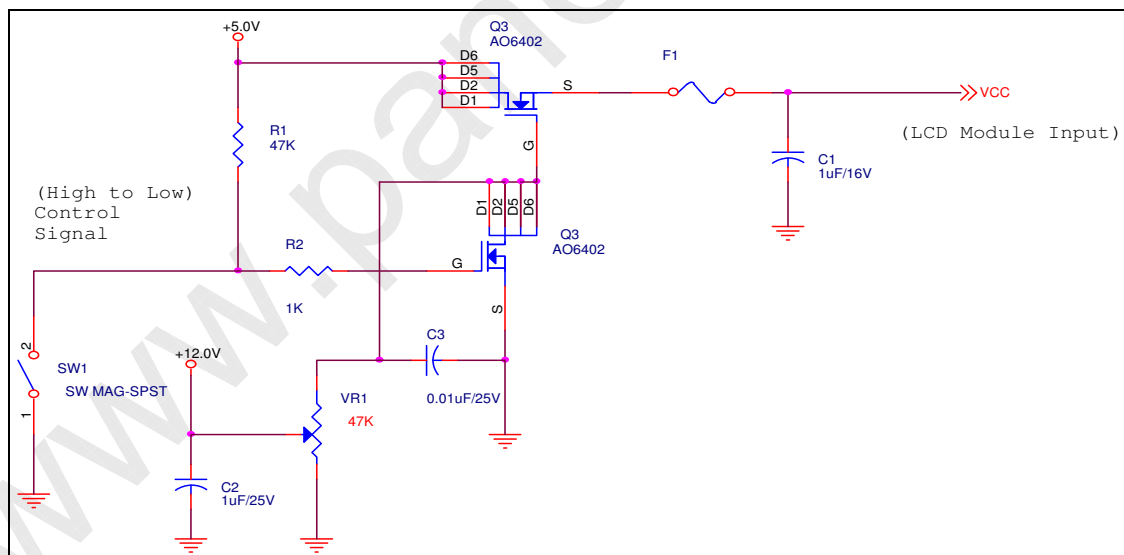 +5.0V
Q3
AO6402
D6
D5
D2
D1
S
G
F1
VCC
(LCD Module Input)
C1
1uF/16V
R1
47K
(High to Low)
Control
Signal
D1
D2
D5
D6
Q3
AO6402
R2
1K
G
S
C3
0.01uF/25V
+12.0V
2
SW1
SW MAG-SPST
1
VR1
47K
C2
1uF/25V
www.pan